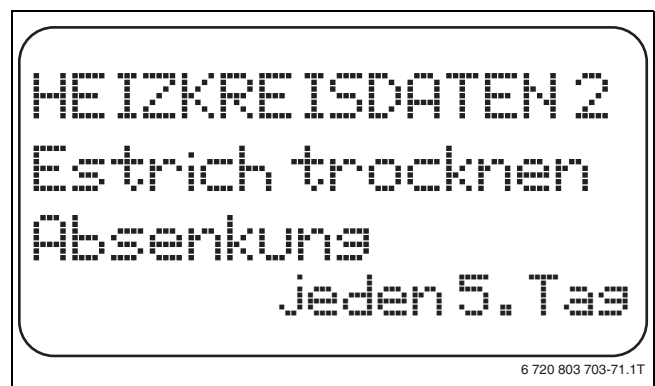 HEIZKREISDATEN 2
Estrich trocknen
Absenkung
jeden 5. Tag
6 720 803 703-71.1T